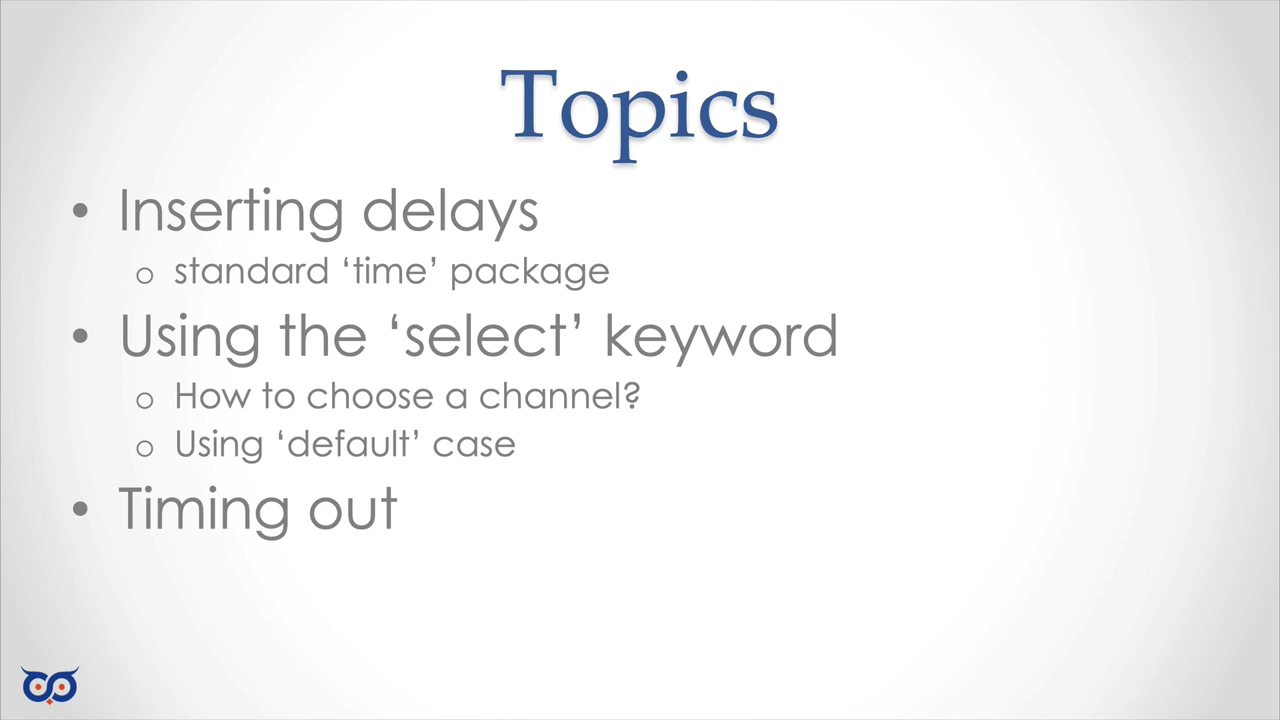 Topics
• Inserting delays
o standard ‘time’ package
• Using the ‘select’ keyword
o How to choose a channel?
o Using ‘default’ case
• Timing out